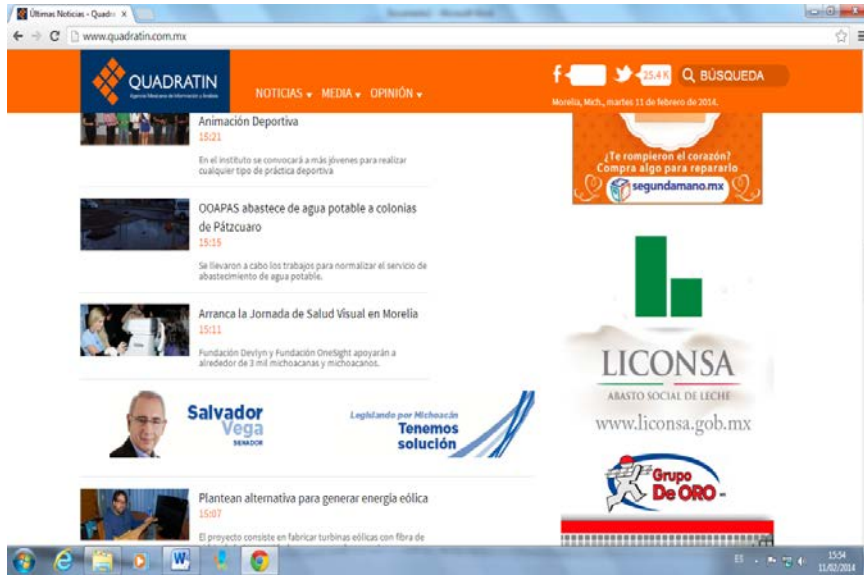 Últimas Noticias - Quadr
www.quadratin.com.mx
QUADRATIN
Agencia Mexicana de Información y Análisis
NOTICIAS
MEDIA
OPINIÓN
25.4 K
BÚSQUEDA
Morelia, Mich., martes 11 de febrero de 2014.
Animación Deportiva
15:21
En el instituto se convocará a más jóvenes para realizar
cualquier tipo de práctica deportiva
OOAPAS abastece de agua potable a colonias
de Pátzcuaro
15:15
Se llevaron a cabo los trabajos para normalizar el servicio de
abastecimiento de agua potable.
Arranca la Jornada de Salud Visual en Morelia
15:11
Fundación Devlyn y Fundación OneSight apoyarán a
alrededor de 3 mil michoacanas y michoacanos.
Salvador
Vega
SENADOR
Legislando por Michoacán
Tenemos
solución
Plantean alternativa para generar energía eólica
15:07
El proyecto consiste en fabricar turbinas eólicas con fibra de
¿Te rompieron el corazón?
Compra algo para repararlo
segundamano.mx
LICONSA
ABASTO SOCIAL DE LECHE
www.liconsa.gob.mx
Grupo
De ORO
ES
15:54
11/02/2014